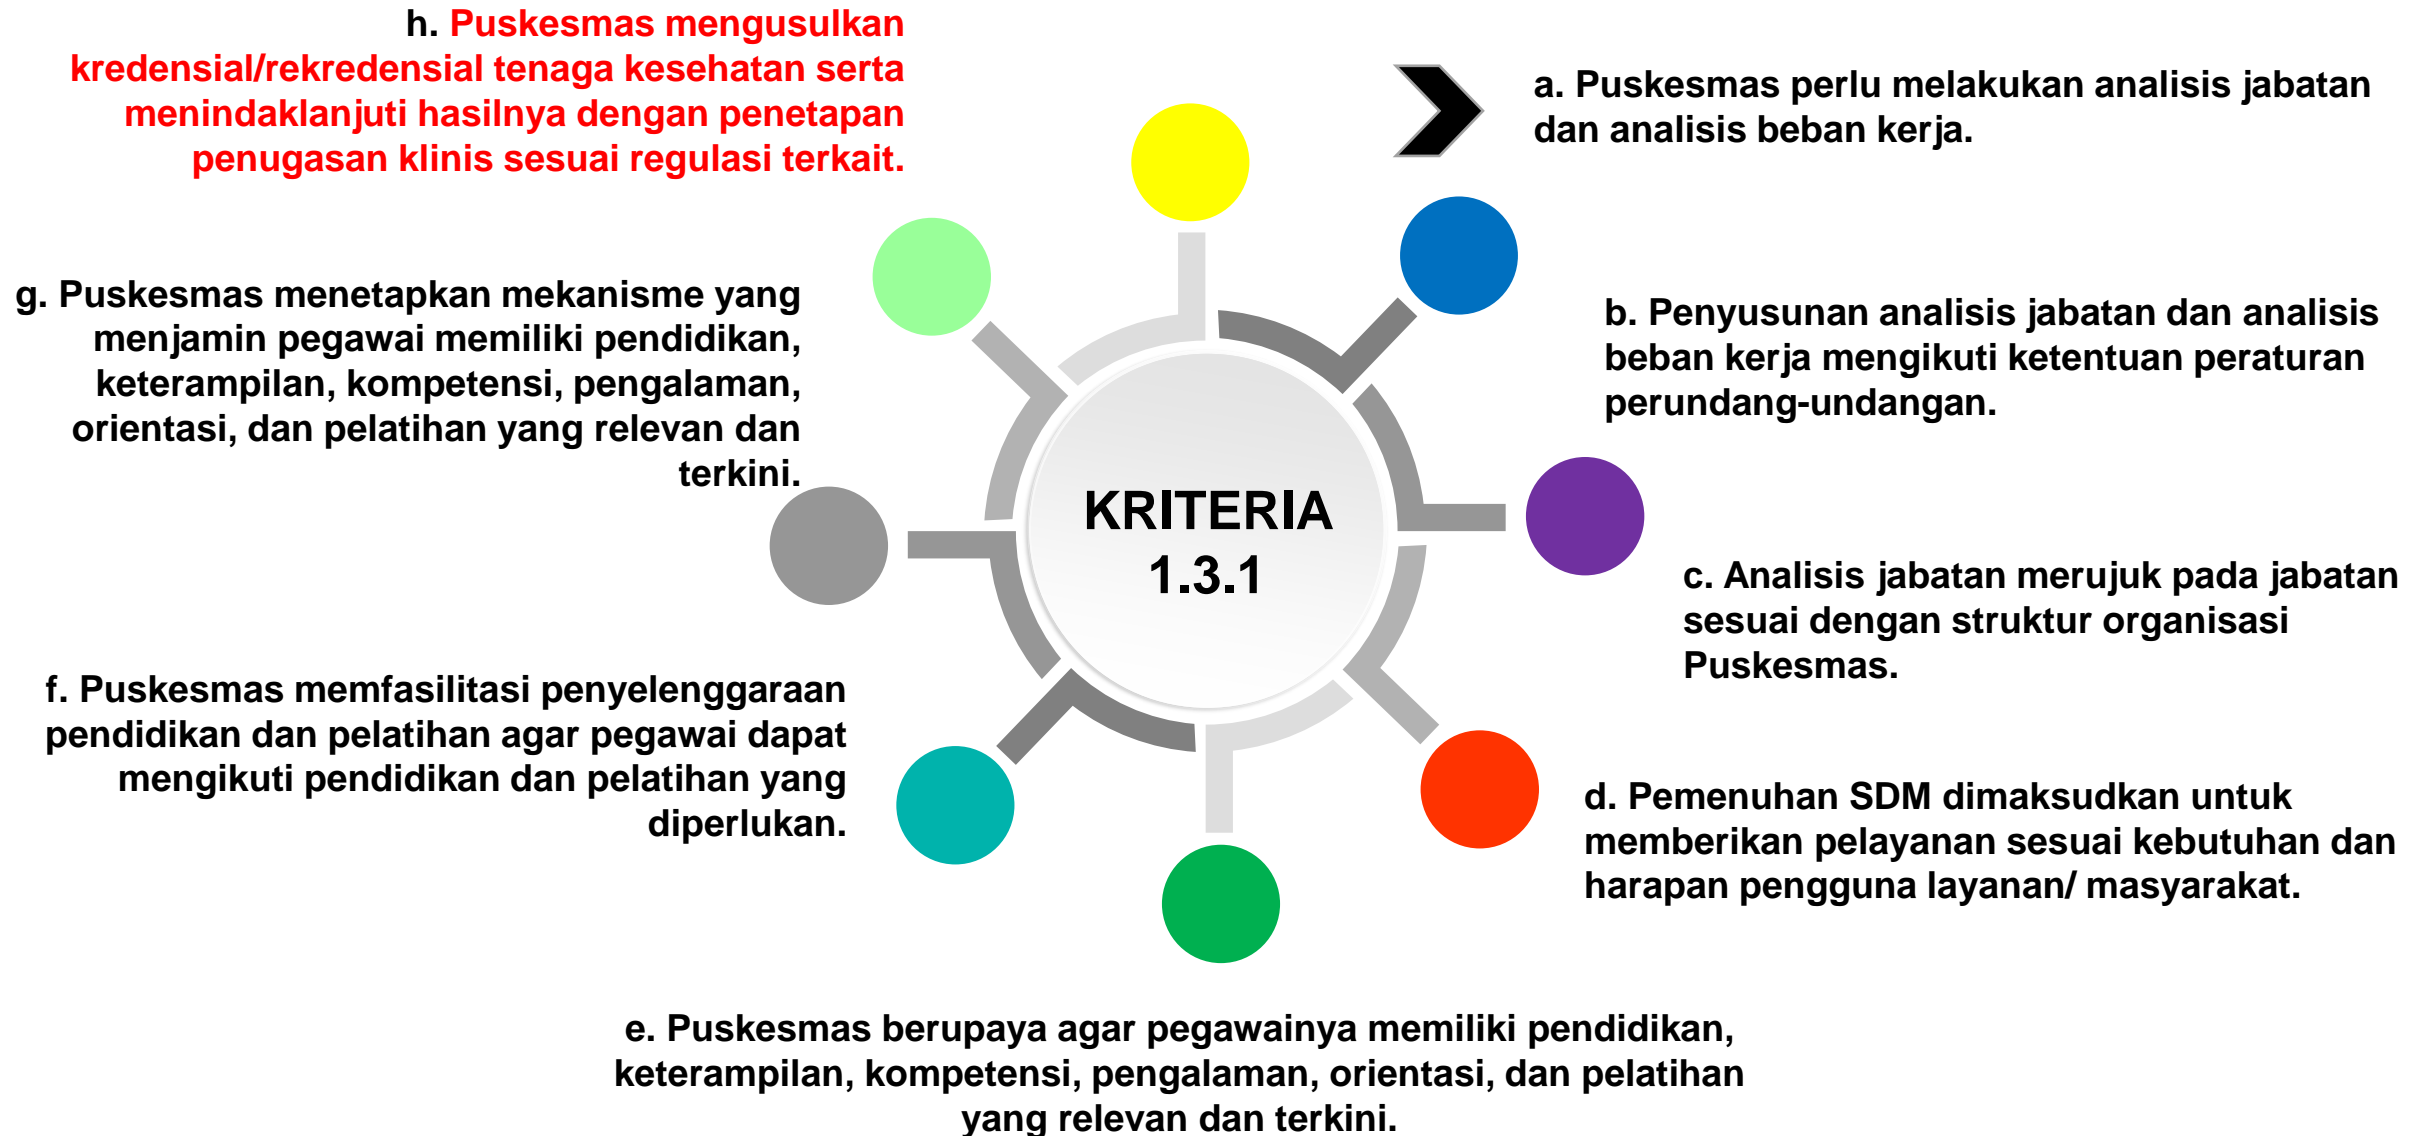 h. Puskesmas mengusulkan
kredensial/rekredensial tenaga kesehatan serta
menindaklanjuti hasilnya dengan penetapan
penugasan klinis sesuai regulasi terkait.
a. Puskesmas perlu melakukan analisis jabatan
dan analisis beban kerja.
g. Puskesmas menetapkan mekanisme yang
menjamin pegawai memiliki pendidikan,
keterampilan, kompetensi, pengalaman,
orientasi, dan pelatihan yang relevan dan
terkini.
b. Penyusunan analisis jabatan dan analisis
beban kerja mengikuti ketentuan peraturan
perundang-undangan.
KRITERIA
1.3.1
c. Analisis jabatan merujuk pada jabatan
sesuai dengan struktur organisasi
Puskesmas.
f. Puskesmas memfasilitasi penyelenggaraan
pendidikan dan pelatihan agar pegawai dapat
mengikuti pendidikan dan pelatihan yang
diperlukan.
d. Pemenuhan SDM dimaksudkan untuk
memberikan pelayanan sesuai kebutuhan dan
harapan pengguna layanan/ masyarakat.
e. Puskesmas berupaya agar pegawainya memiliki pendidikan,
keterampilan, kompetensi, pengalaman, orientasi, dan pelatihan
yang relevan dan terkini.